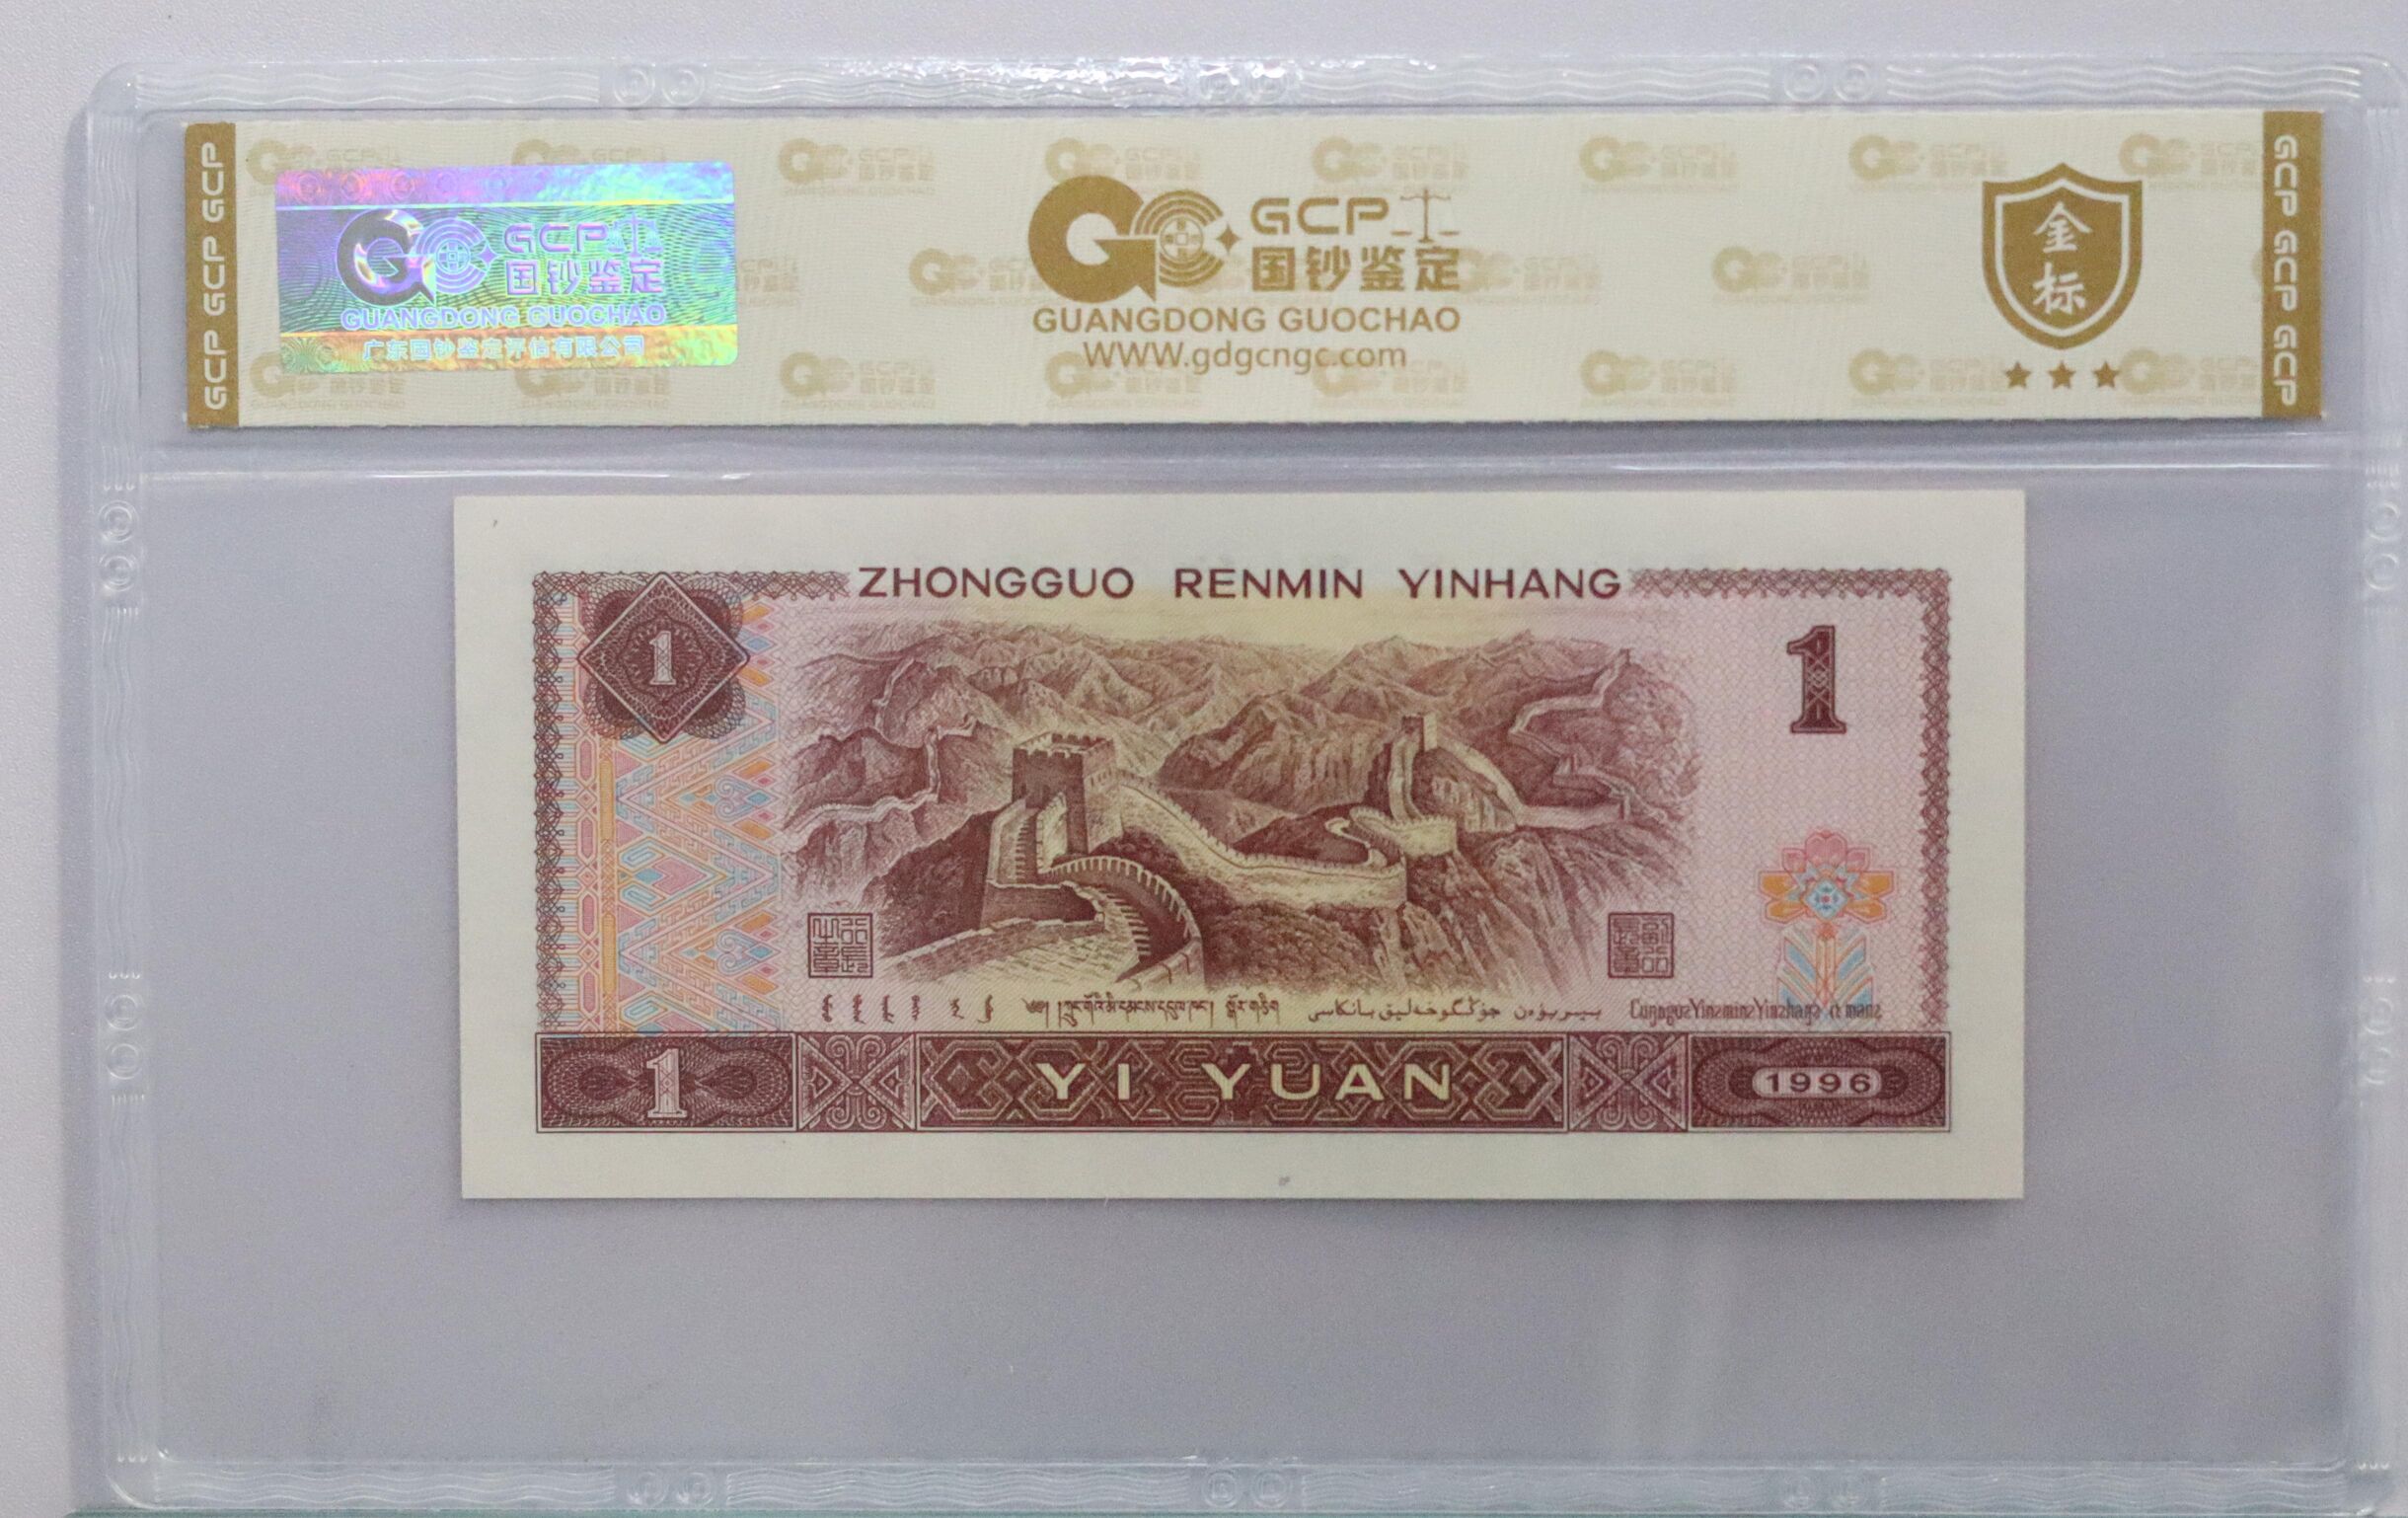 GCP GCP GCP
GCP
国钞鉴定
GUANGDONG GUOCHAO
广东国钞鉴定评估有限公司
GCP
国钞鉴定
GUANGDONG GUOCHAO
WWW.gdgcngc.com
金
标
GCP GCP GCP
ZHONGGUO RENMIN YINHANG
1
1
1 YI YUAN 1996